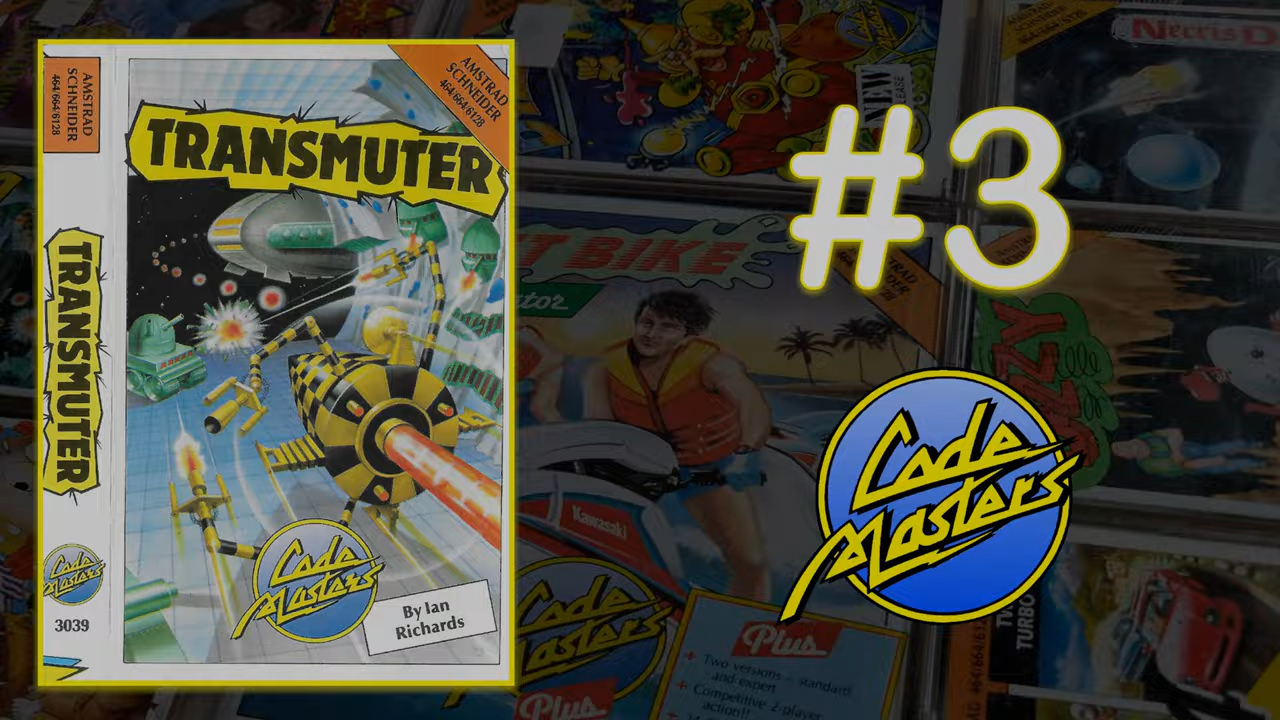 AMSTRAD
SCHNEIDER
464/664/6128
TRANSMUTER
Code
Masters
3039
AMSTRAD
SCHNEIDER
464/664/6128
TRANSMUTER
Code
Masters
By Ian
Richards
#3
Code
Masters
NEW
BIKE
Kawasaki
Code
Masters
Plus
Plus
+ Two versions – standard
and expert
+ Competitive 2-player
action!!
TURBO